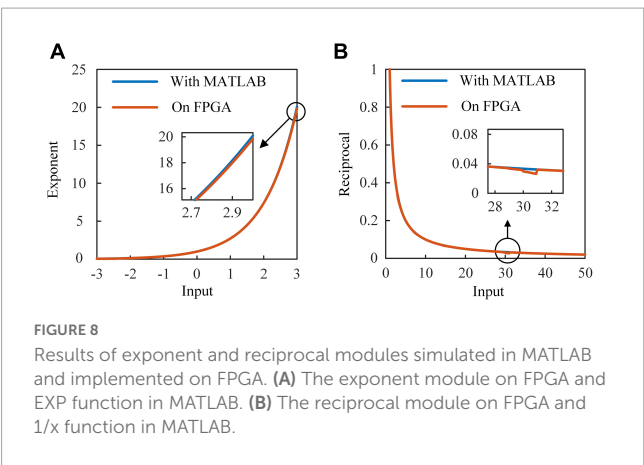 A
25
20
15
10
5
0
-3
-2
-1
0
1
2
3
Exponent
Input
With MATLAB
On FPGA
20
18
16
2.7
2.9
B
1
0.8
0.6
0.4
0.2
0
0
10
20
30
40
50
Reciprocal
Input
With MATLAB
On FPGA
0.08
0.04
0
28
30
32
FIGURE 8
Results of exponent and reciprocal modules simulated in MATLAB
and implemented on FPGA. (A) The exponent module on FPGA and
EXP function in MATLAB. (B) The reciprocal module on FPGA and
1/x function in MATLAB.